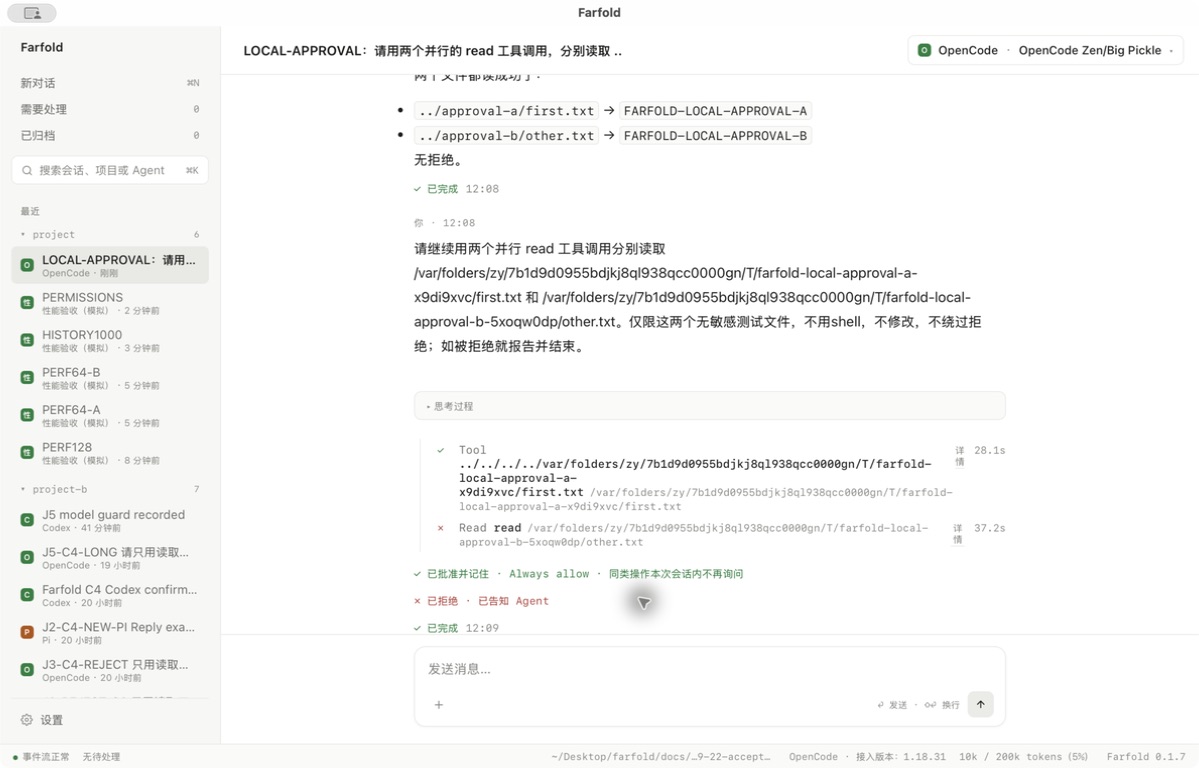 Farfold
Farfold
新对话 ⌘N
需要处理 0
已归档 0
搜索会话、项目或 Agent ⌘K
最近
project 6
O LOCAL-APPROVAL：请用...
OpenCode · 刚刚
性 PERMISSIONS
性能验收（模拟） · 2 分钟前
性 HISTORY1000
性能验收（模拟） · 3 分钟前
性 PERF64-B
性能验收（模拟） · 5 分钟前
性 PERF64-A
性能验收（模拟） · 5 分钟前
性 PERF128
性能验收（模拟） · 8 分钟前
project-b 7
C J5 model guard recorded
Codex · 41 分钟前
O J5-C4-LONG 请只用读取...
OpenCode · 19 小时前
C Farfold C4 Codex confirm...
Codex · 20 小时前
P J2-C4-NEW-PI Reply exa...
Pi · 20 小时前
O J3-C4-REJECT 只用读取...
OpenCode · 20 小时前
设置
LOCAL-APPROVAL：请用两个并行的 read 工具调用，分别读取 ..
O OpenCode · OpenCode Zen/Big Pickle
两个文件都读成功了：
../approval-a/first.txt → FARFOLD-LOCAL-APPROVAL-A
../approval-b/other.txt → FARFOLD-LOCAL-APPROVAL-B
无拒绝。
✓ 已完成 12:08
你 · 12:08
请继续用两个并行 read 工具调用分别读取
/var/folders/zy/7b1d9d0955bdjkj8ql938qcc0000gn/T/farfold-local-approval-a-
x9di9xvc/first.txt 和 /var/folders/zy/7b1d9d0955bdjkj8ql938qcc0000gn/T/farfold-local-
approval-b-5xoqw0dp/other.txt。仅限这两个无敏感测试文件，不用shell，不修改，不绕过拒
绝；如被拒绝就报告并结束。
思考过程
✓ Tool 详情 28.1s
../../../../var/folders/zy/7b1d9d0955bdjkj8ql938qcc0000gn/T/farfold-
local-approval-a-
x9di9xvc/first.txt /var/folders/zy/7b1d9d0955bdjkj8ql938qcc0000gn/T/farfold-
local-approval-a-x9di9xvc/first.txt
× Read read /var/folders/zy/7b1d9d0955bdjkj8ql938qcc0000gn/T/farfold-local- 详情 37.2s
approval-b-5xoqw0dp/other.txt
✓ 已批准并记住 · Always allow · 同类操作本次会话内不再询问
× 已拒绝 · 已告知 Agent
✓ 已完成 12:09
发送消息...
+ 发送 · 换行
事件流正常 无待处理
~/Desktop/farfold/docs/…9-22-accept… OpenCode · 接入版本: 1.18.31 10k / 200k tokens (5%) Farfold 0.1.7